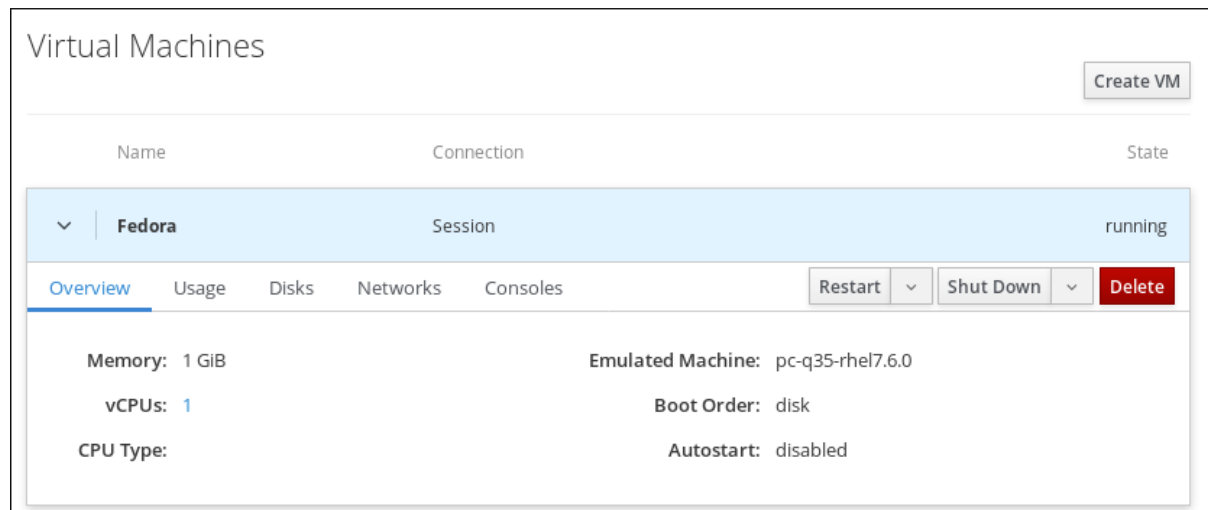 Virtual Machines
Create VM
Name Connection State
Fedora Session running
Overview Usage Disks Networks Consoles Restart Shut Down Delete
Memory: 1 GiB Emulated Machine: pc-q35-rhel7.6.0
vCPUs: 1 Boot Order: disk
CPU Type: Autostart: disabled